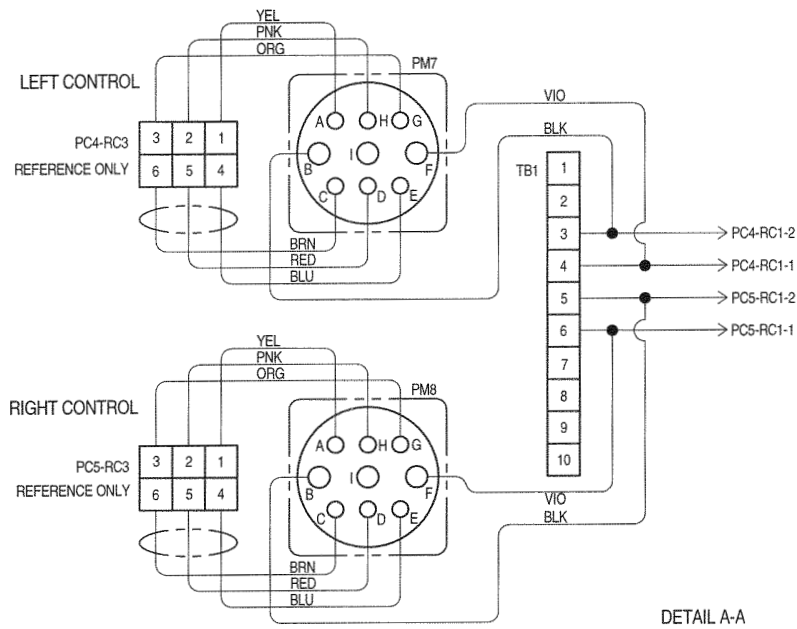 YEL
PNK
ORG
PM7
LEFT CONTROL
VIO
BLK
A H G
PC4-RC3
3 2 1
REFERENCE ONLY
6 5 4
B I F
C D E
TB1
1
2
3
4
5
6
7
8
9
10
PC4-RC1-2
PC4-RC1-1
PC5-RC1-2
PC5-RC1-1
BRN
RED
BLU
YEL
PNK
ORG
PM8
RIGHT CONTROL
A H G
PC5-RC3
3 2 1
REFERENCE ONLY
6 5 4
B I F
C D E
VIO
BLK
BRN
RED
BLU
DETAIL A-A